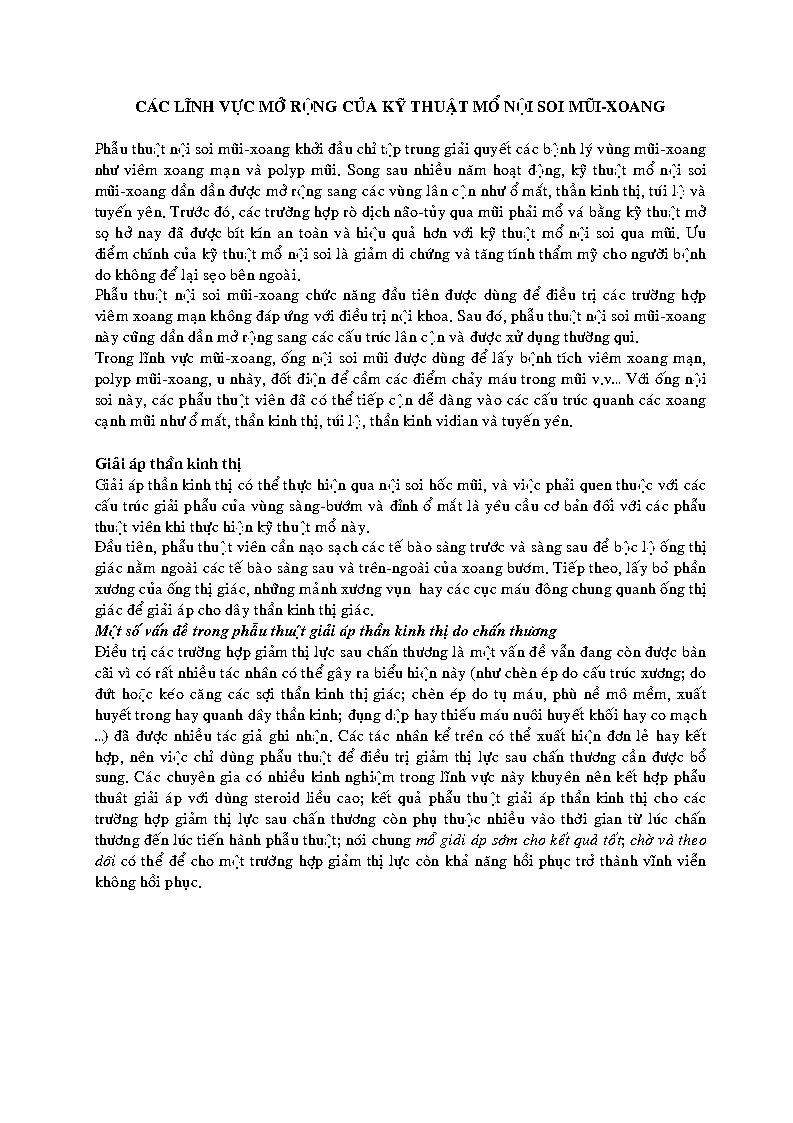 CÁC LĨNH VỰC MỞ RỘNG CỦA KỸ THUẬT MỔ NỘI SOI MŨI-XOANG
Phẫu thuật nội soi mũi-xoang khởi đầu chỉ tập trung giải quyết các bệnh lý vùng mũi-xoang
như viêm xoang mạn và polyp mũi. Song sau nhiều năm hoạt động, kỹ thuật mổ nội soi
mũi-xoang dần dần được mở rộng sang các vùng lân cận như ổ mắt, thần kinh thị, túi lệ và
tuyến yên. Trước đó, các trường hợp rò dịch não-tủy qua mũi phải mổ vá bằng kỹ thuật mở
sọ hở nay đã được bít kín an toàn và hiệu quả hơn với kỹ thuật mổ nội soi qua mũi. Ưu
điểm chính của kỹ thuật mổ nội soi là giảm di chứng và tăng tính thẩm mỹ cho người bệnh
do không để lại sẹo bên ngoài.
Phẫu thuật nội soi mũi-xoang chức năng đầu tiên được dùng để điều trị các trường hợp
viêm xoang mạn không đáp ứng với điều trị nội khoa. Sau đó, phẫu thuật nội soi mũi-xoang
này cũng dần dần mở rộng sang các cấu trúc lân cận và được xử dụng thường qui.
Trong lĩnh vực mũi-xoang, ống nội soi mũi được dùng để lấy bệnh tích viêm xoang mạn,
polyp mũi-xoang, u nhày, đốt điện để cầm các điểm chảy máu trong mũi v.v... Với ống nội
soi này, các phẫu thuật viên đã có thể tiếp cận dễ dàng vào các cấu trúc quanh các xoang
cạnh mũi như ổ mắt, thần kinh thị, túi lệ, thần kinh vidian và tuyến yên.
Giải áp thần kinh thị
Giải áp thần kinh thị có thể thực hiện qua nội soi hốc mũi, và việc phải quen thuộc với các
cấu trúc giải phẫu của vùng sàng-bướm và đỉnh ổ mắt là yêu cầu cơ bản đối với các phẫu
thuật viên khi thực hiện kỹ thuật mổ này.
Đầu tiên, phẫu thuật viên cần nạo sạch các tế bào sàng trước và sàng sau để bộc lộ ống thị
giác nằm ngoài các tế bào sàng sau và trên-ngoài của xoang bướm. Tiếp theo, lấy bỏ phần
xương của ống thị giác, những mảnh xương vụn hay các cục máu đông chung quanh ống thị
giác để giải áp cho dây thần kinh thị giác.
Một số vấn đề trong phẫu thuật giải áp thần kinh thị do chấn thương
Điều trị các trường hợp giảm thị lực sau chấn thương là một vấn đề vẫn đang còn được bàn
cãi vì có rất nhiều tác nhân có thể gây ra biểu hiện này (như chèn ép do cấu trúc xương; do
đứt hoặc kéo căng các sợi thần kinh thị giác; chèn ép do tụ máu, phù nề mô mềm, xuất
huyết trong hay quanh dây thần kinh; đụng dập hay thiếu máu nuôi huyết khối hay co mạch
...) đã được nhiều tác giả ghi nhận. Các tác nhân kể trên có thể xuất hiện đơn lẻ hay kết
hợp, nên việc chỉ dùng phẫu thuật để điều trị giảm thị lực sau chấn thương cần được bổ
sung. Các chuyên gia có nhiều kinh nghiệm trong lĩnh vực này khuyên nên kết hợp phẫu
thuât giải áp với dùng steroid liều cao; kết quả phẫu thuật giải áp thần kinh thị cho các
trường hợp giảm thị lực sau chấn thương còn phụ thuộc nhiều vào thời gian từ lúc chấn
thương đến lúc tiến hành phẫu thuật; nói chung mổ giải áp sớm cho kết quả tốt; chờ và theo
dõi có thể để cho một trường hợp giảm thị lực còn khả năng hồi phục trở thành vĩnh viễn
không hồi phục.